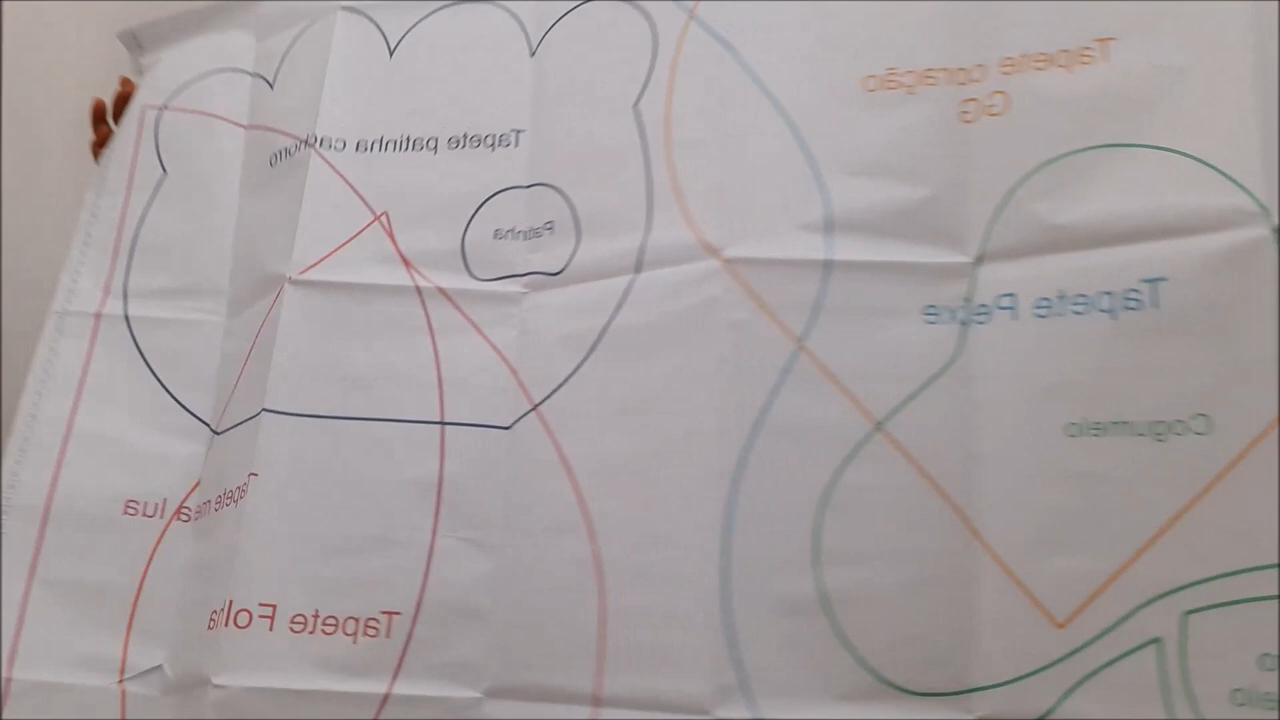 Tapete coração
GG
Tapete patinha cachorro
Patinha
Tapete Peixe
Cogumelo
Tapete meia lua
Tapete Folha